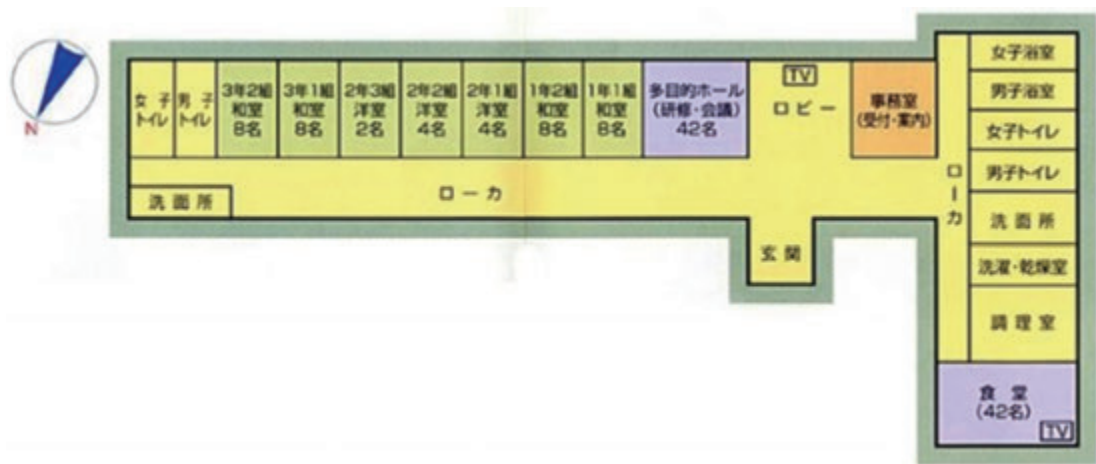 N
女子
トイレ
男子
トイレ
3年2組
和室
8名
3年1組
和室
8名
2年3組
洋室
2名
2年2組
洋室
4名
2年1組
洋室
4名
1年2組
和室
8名
1年1組
和室
8名
多目的ホール
(研修・会議)
42名
TV
ロビー
事務室
(受付・案内)
洗面所
ローカ
玄関
ローカ
女子浴室
男子浴室
女子トイレ
男子トイレ
洗面所
洗濯・乾燥室
調理室
食堂
(42名)
TV